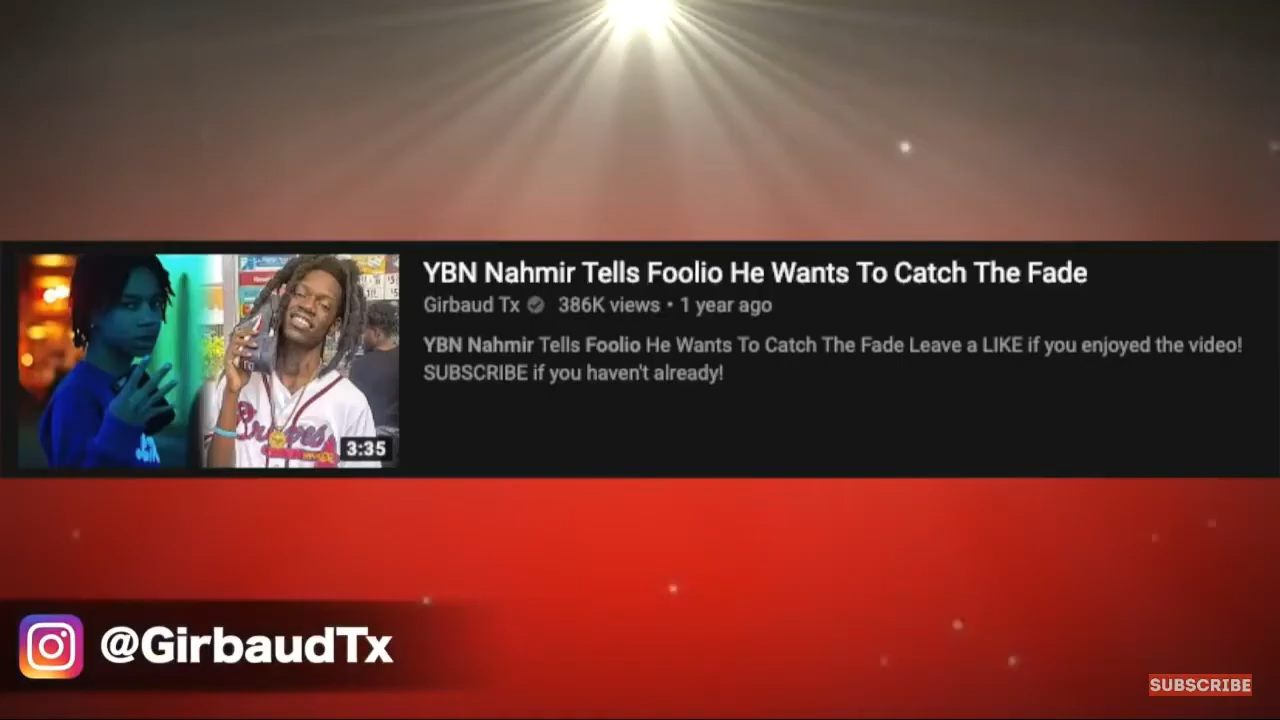 YBN Nahmir Tells Foolio He Wants To Catch The Fade
Girbaud Tx 386K views • 1 year ago
YBN Nahmir Tells Foolio He Wants To Catch The Fade Leave a LIKE if you enjoyed the video!
SUBSCRIBE if you haven't already!
Braves
3:35
@GirbaudTx
SUBSCRIBE